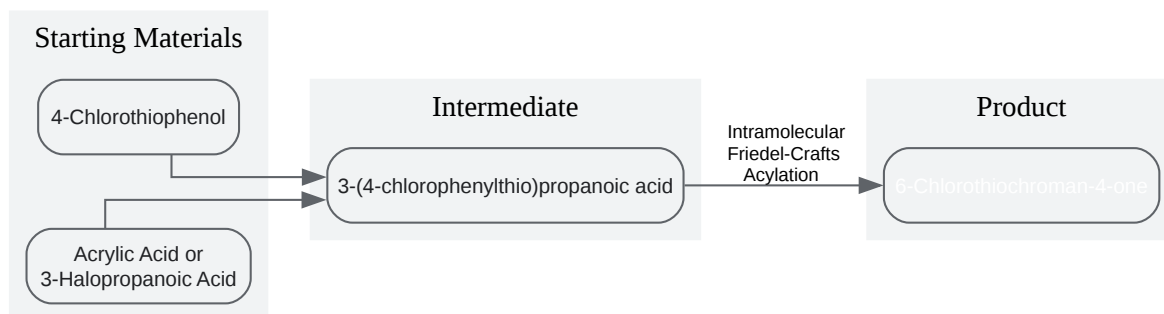 Starting Materials
4-Chlorothiophenol
Acrylic Acid or
3-Halopropanoic Acid
Intermediate
3-(4-chlorophenylthio)propanoic acid
Intramolecular
Friedel-Crafts
Acylation
Product
6-Chlorothiochroman-4-one